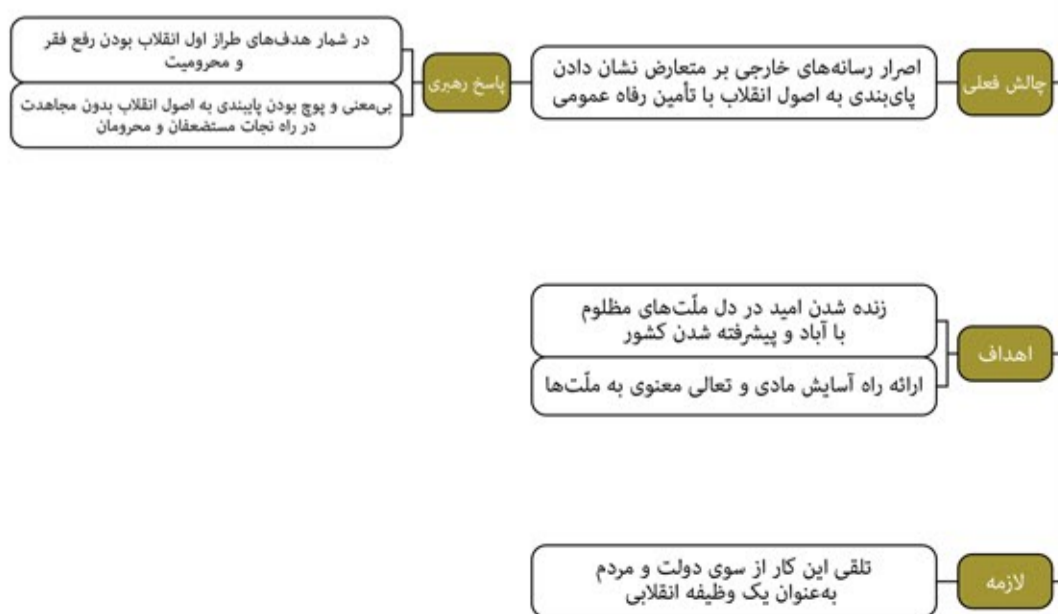 چالش فعلی
اصرار رسانه‌های خارجی بر متعارض نشان دادن
پای‌بندی به اصول انقلاب با تأمین رفاه عمومی
پاسخ رهبری
در شمار هدف‌های طراز اول انقلاب بودن رفع فقر
و محرومیت
بی‌معنی و پوچ بودن پایبندی به اصول انقلاب بدون مجاهدت
در راه نجات مستضعفان و محرومان
اهداف
زنده شدن امید در دل ملّت‌های مظلوم
با آباد و پیشرفته شدن کشور
ارائه راه آسایش مادی و تعالی معنوی به ملّت‌ها
لازمه
تلقی این کار از سوی دولت و مردم
به‌عنوان یک وظیفه انقلابی